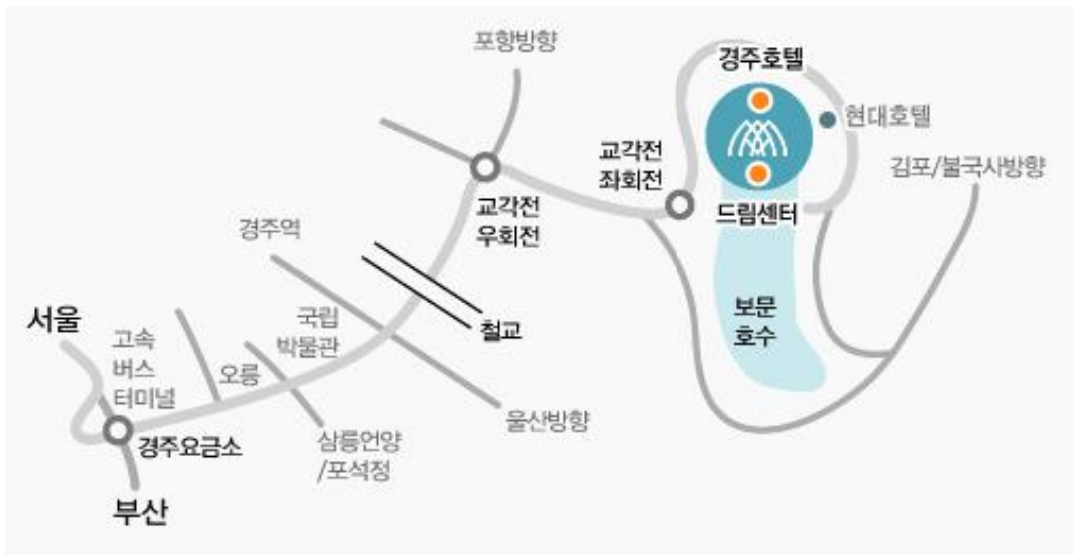 포항방향
경주호텔
현대호텔
교각전
좌회전
김포/불국사방향
교각전
우회전
드림센터
경주역
보문
호수
서울
고속
버스
터미널
국립
박물관
철교
오릉
울산방향
경주요금소
삼릉언양
/포석정
부산